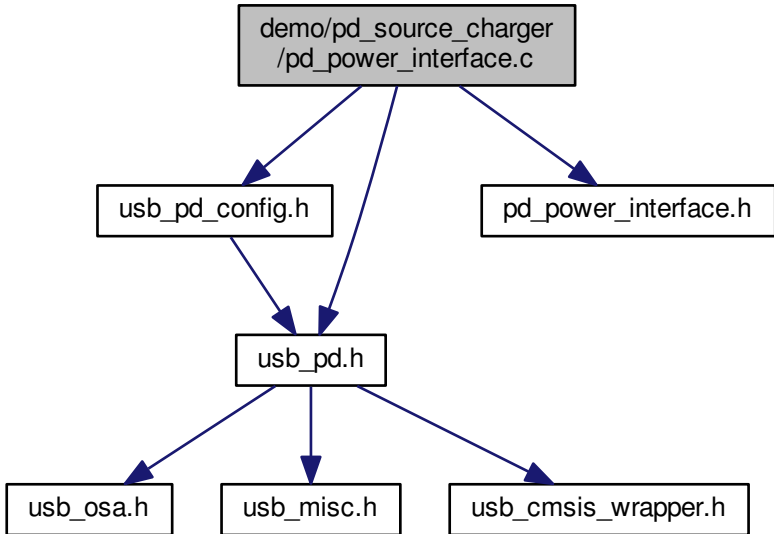 demo/pd_source_charger
/pd_power_interface.c
usb_pd_config.h
pd_power_interface.h
usb_pd.h
usb_osa.h
usb_misc.h
usb_cmsis_wrapper.h